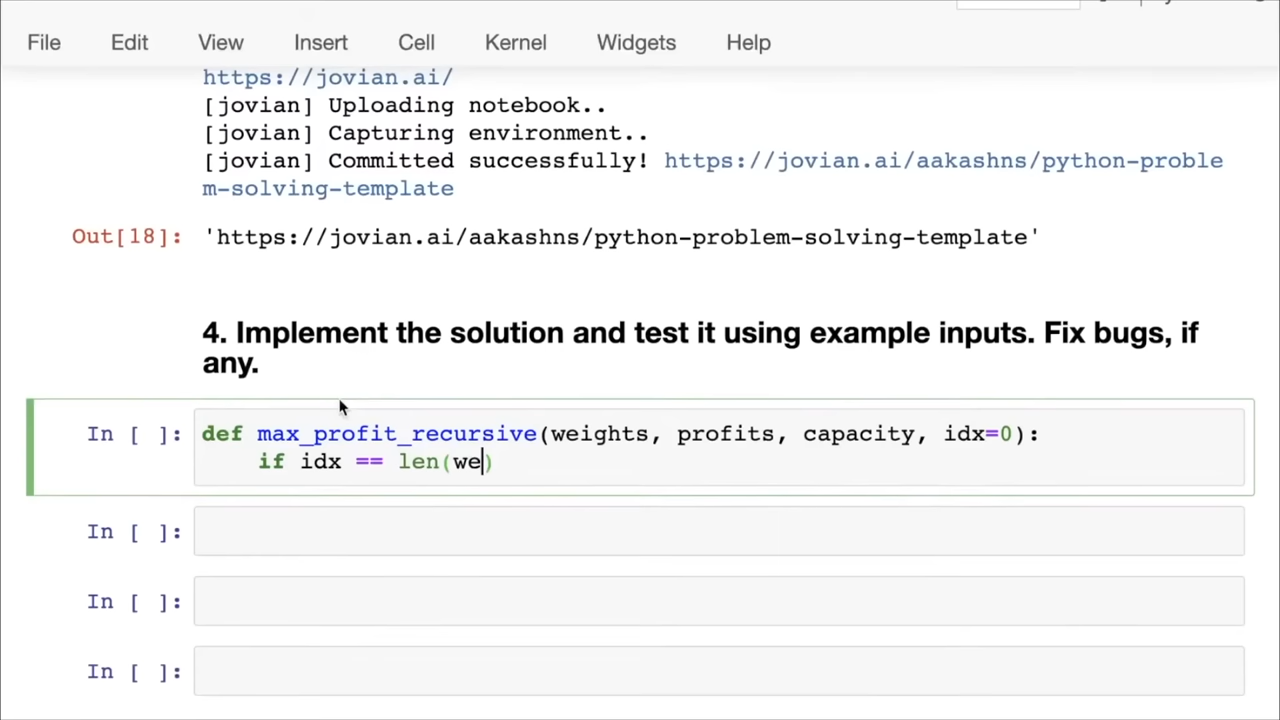 File Edit View Insert Cell Kernel Widgets Help
https://jovian.ai/
[jovian] Uploading notebook..
[jovian] Capturing environment..
[jovian] Committed successfully! https://jovian.ai/aakashns/python-proble
m-solving-template
Out[18]: 'https://jovian.ai/aakashns/python-problem-solving-template'
4. Implement the solution and test it using example inputs. Fix bugs, if
any.
In [ ]: def max_profit_recursive(weights, profits, capacity, idx=0):
if idx == len(we)
In [ ]:
In [ ]:
In [ ]: